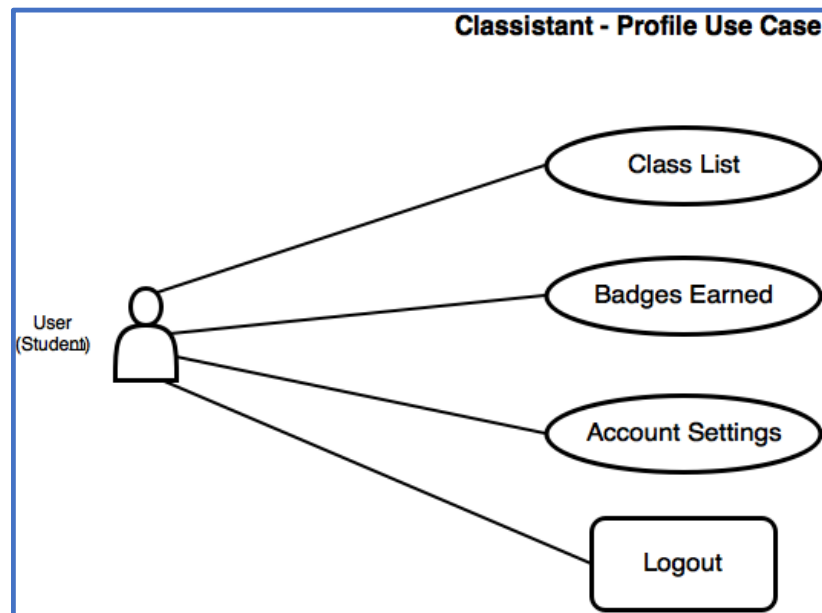 Classistant - Profile Use Case
Class List
Badges Earned
User
(Student)
Account Settings
Logout